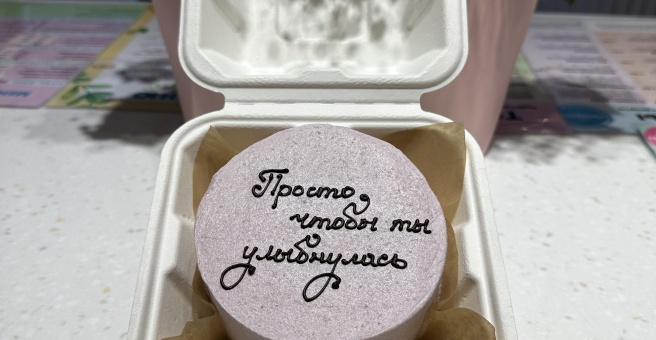 Просто,
чтобы ты
улыбнулась